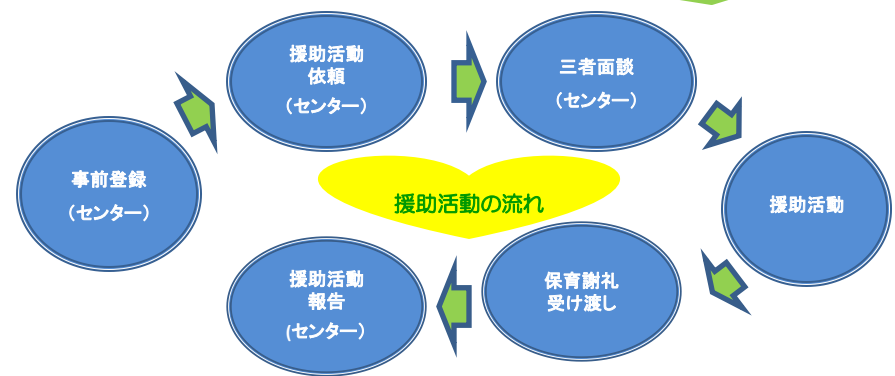 事前登録
（センター）
援助活動
依頼
（センター）
三者面談
（センター）
援助活動
保育謝礼
受け渡し
援助活動
報告
(センター）
援助活動の流れ